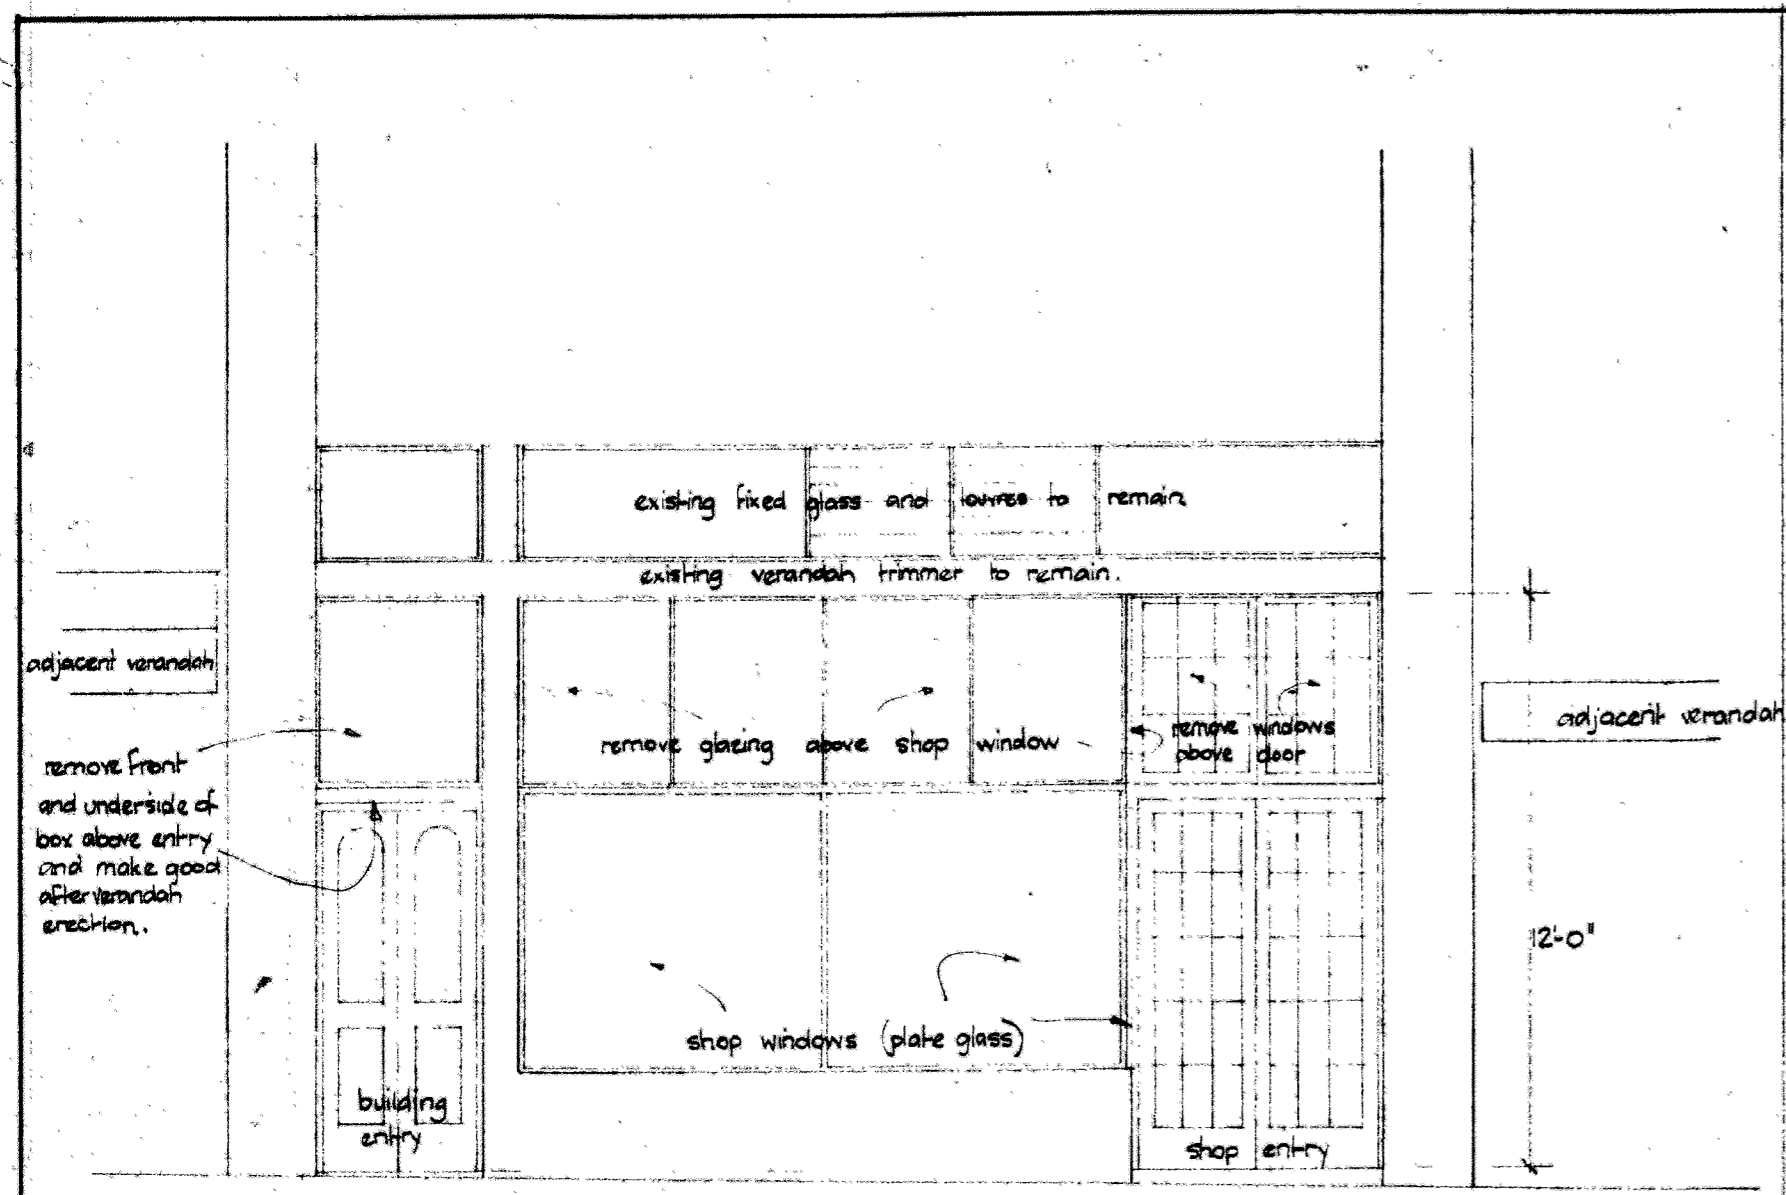 existing fixed glass and louvres to remain
existing verandah trimmer to remain.
adjacent verandah
adjacent verandah
remove glazing above shop window
remove windows
above door
remove front
and underside of
box above entry
and make good
after verandah
erection.
12'-0"
shop windows (plate glass)
building
entry
shop entry